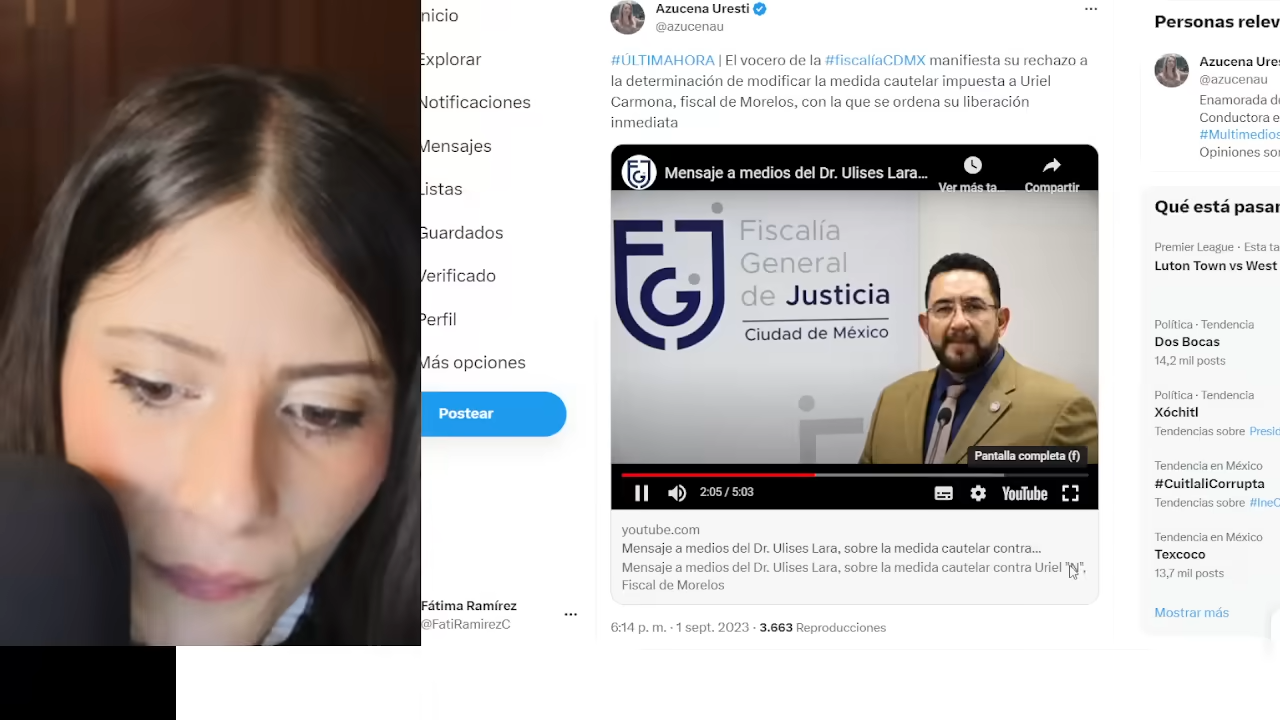 nicio
Explorar
Notificaciones
Mensajes
Listas
Guardados
Verificado
Perfil
Más opciones
Postear
Fátima Ramírez
@FatiRamirezC
Azucena Uresti
@azucenau
#ÚLTIMAHORA | El vocero de la #fiscalíaCDMX manifiesta su rechazo a
la determinación de modificar la medida cautelar impuesta a Uriel
Carmona, fiscal de Morelos, con la que se ordena su liberación
inmediata
Mensaje a medios del Dr. Ulises Lara...
Ver más ta...
Compartir
FGJ
Fiscalía
General
de Justicia
Ciudad de México
Pantalla completa (f)
2:05 / 5:03
YouTube
youtube.com
Mensaje a medios del Dr. Ulises Lara, sobre la medida cautelar contra...
Mensaje a medios del Dr. Ulises Lara, sobre la medida cautelar contra Uriel "N",
Fiscal de Morelos
6:14 p. m. · 1 sept. 2023 · 3.663 Reproducciones
Personas relev
Azucena Ures
@azucenau
Enamorada de
Conductora e
#Multimedios
Opiniones so
Qué está pasar
Premier League · Esta ta
Luton Town vs West
Política · Tendencia
Dos Bocas
14,2 mil posts
Política · Tendencia
Xóchitl
Tendencias sobre Presid
Tendencia en México
#CuitlaliCorrupta
Tendencias sobre #IneC
Tendencia en México
Texcoco
13,7 mil posts
Mostrar más